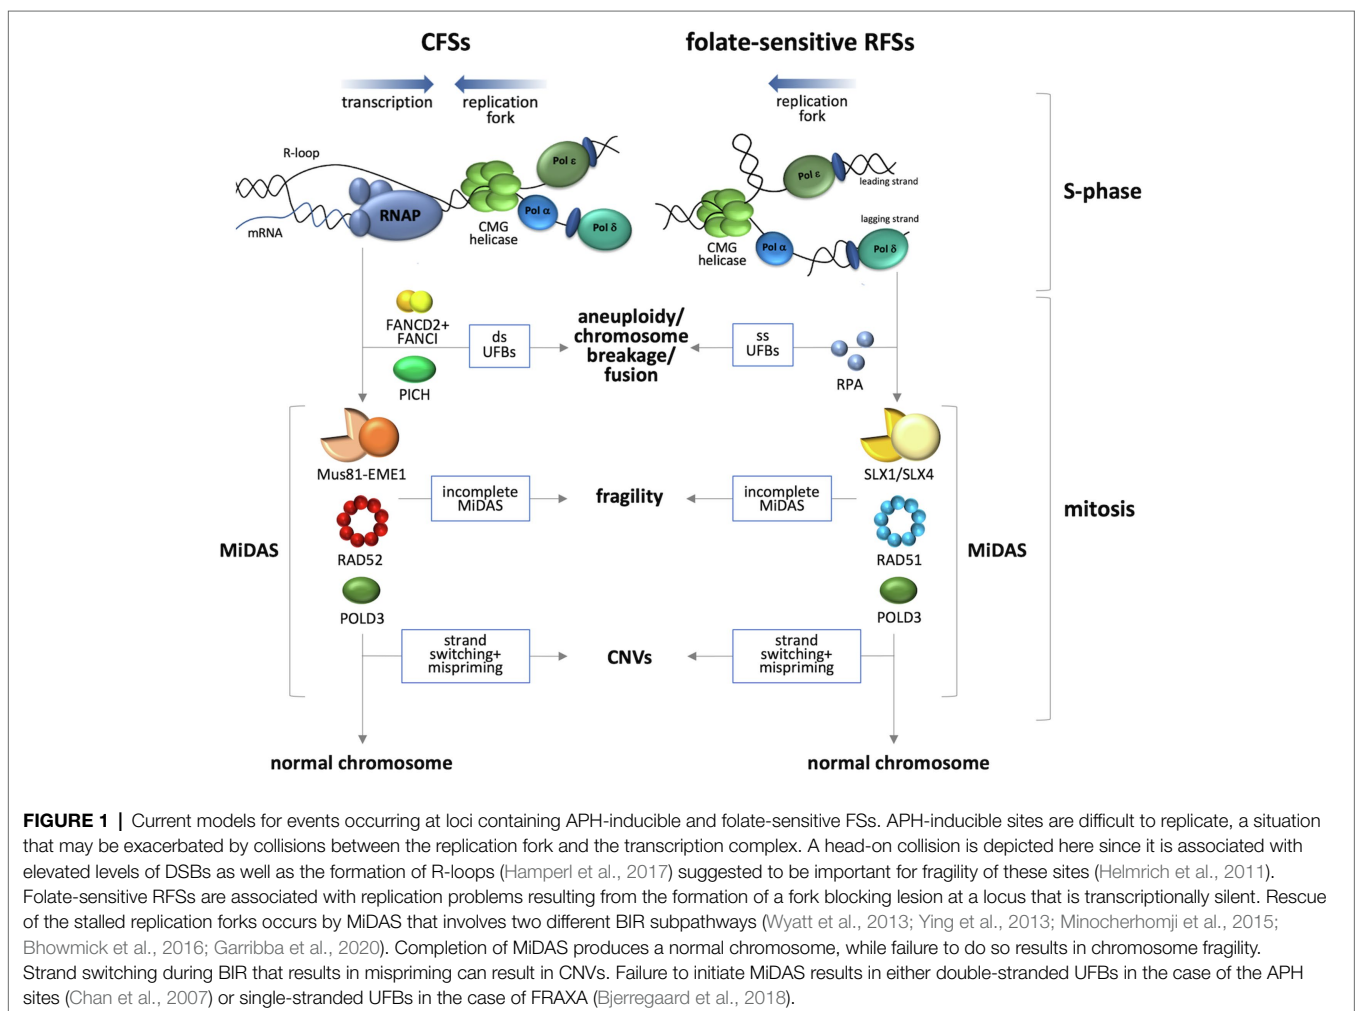 CFSs
folate-sensitive RFSs
transcription
replication
fork
replication
fork
R-loop
mRNA
RNAP
CMG
helicase
Pol ε
Pol α
Pol δ
CMG
helicase
Pol ε
leading strand
lagging strand
Pol α
Pol δ
S-phase
FANCD2+
FANCI
PICH
ds
UFBs
aneuploidy/
chromosome
breakage/
fusion
ss
UFBs
RPA
Mus81-EME1
SLX1/SLX4
incomplete
MiDAS
fragility
incomplete
MiDAS
mitosis
MiDAS
RAD52
RAD51
MiDAS
POLD3
POLD3
strand
switching+
mispriming
CNVs
strand
switching+
mispriming
normal chromosome
normal chromosome
FIGURE 1 | Current models for events occurring at loci containing APH-inducible and folate-sensitive FSs. APH-inducible sites are difficult to replicate, a situation
that may be exacerbated by collisions between the replication fork and the transcription complex. A head-on collision is depicted here since it is associated with
elevated levels of DSBs as well as the formation of R-loops (Hamperl et al., 2017) suggested to be important for fragility of these sites (Helmrich et al., 2011).
Folate-sensitive RFSs are associated with replication problems resulting from the formation of a fork blocking lesion at a locus that is transcriptionally silent. Rescue
of the stalled replication forks occurs by MiDAS that involves two different BIR subpathways (Wyatt et al., 2013; Ying et al., 2013; Minocherhomji et al., 2015;
Bhowmick et al., 2016; Garribba et al., 2020). Completion of MiDAS produces a normal chromosome, while failure to do so results in chromosome fragility.
Strand switching during BIR that results in mispriming can result in CNVs. Failure to initiate MiDAS results in either double-stranded UFBs in the case of the APH
sites (Chan et al., 2007) or single-stranded UFBs in the case of FRAXA (Bjerregaard et al., 2018).